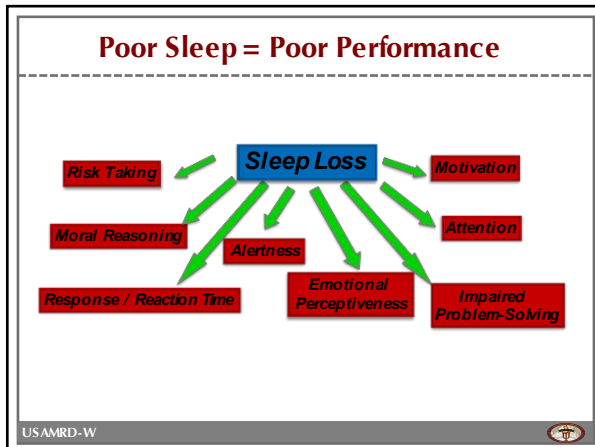 Poor Sleep = Poor Performance
Sleep Loss
Risk Taking
Motivation
Moral Reasoning
Attention
Alertness
Response / Reaction Time
Emotional
Perceptiveness
Impaired
Problem-Solving
USAMRD-W